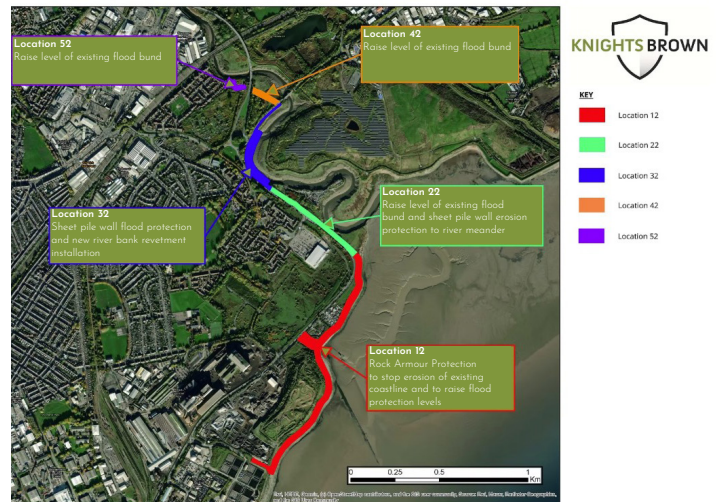 Location 52
Raise level of existing flood bund
Location 42
Raise level of existing flood bund
KNIGHTS BROWN
KEY
Location 12
Location 22
Location 32
Location 42
Location 52
Location 22
Raise level of existing flood
bund and sheet pile wall erosion
protection to river meander
Location 32
Sheet pile wall flood protection
and new river bank revetment
installation
Location 12
Rock Armour Protection
to stop erosion of existing
coastline and to raise flood
protection levels
0 0.25 0.5 1
Km